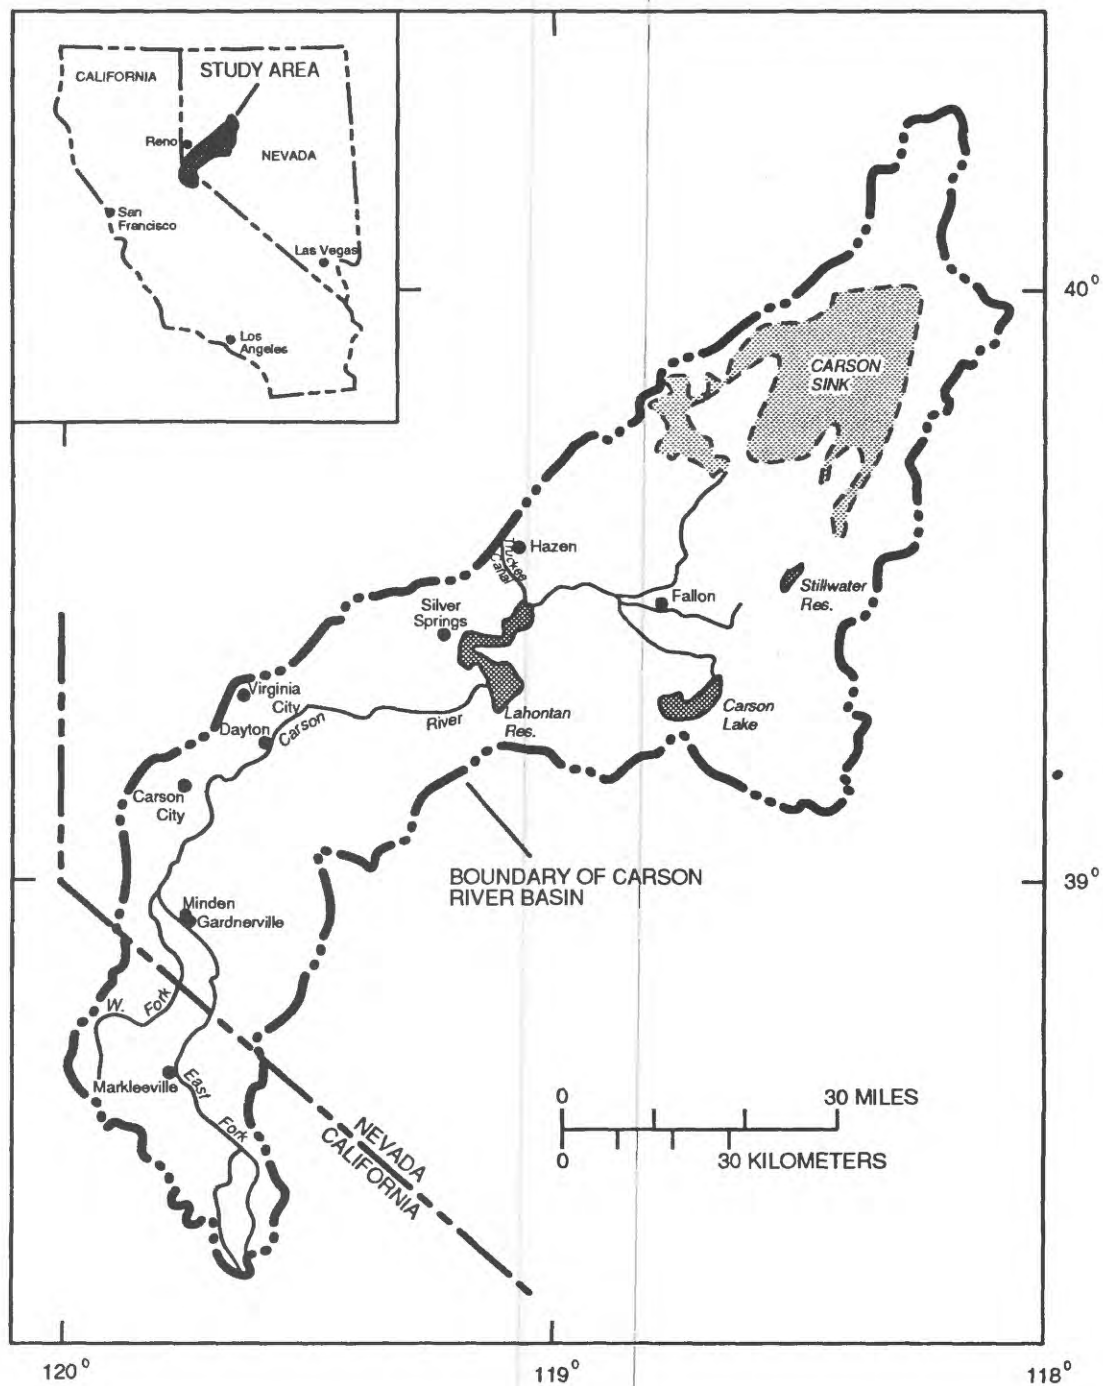 CALIFORNIA
STUDY AREA
Reno
NEVADA
San
Francisco
Las Vegas
Los
Angeles
40°
CARSON
SINK
Hazen
Truckee
Canal
Stillwater
Res.
Fallon
Silver
Springs
Virginia
City
Dayton
Carson
River
Lahontan
Res.
Carson
Lake
Carson
City
BOUNDARY OF CARSON
RIVER BASIN
39°
Minden
Gardnerville
W.
Fork
Markleeville
East
Fork
NEVADA
CALIFORNIA
0 30 MILES
0 30 KILOMETERS
120° 119° 118°